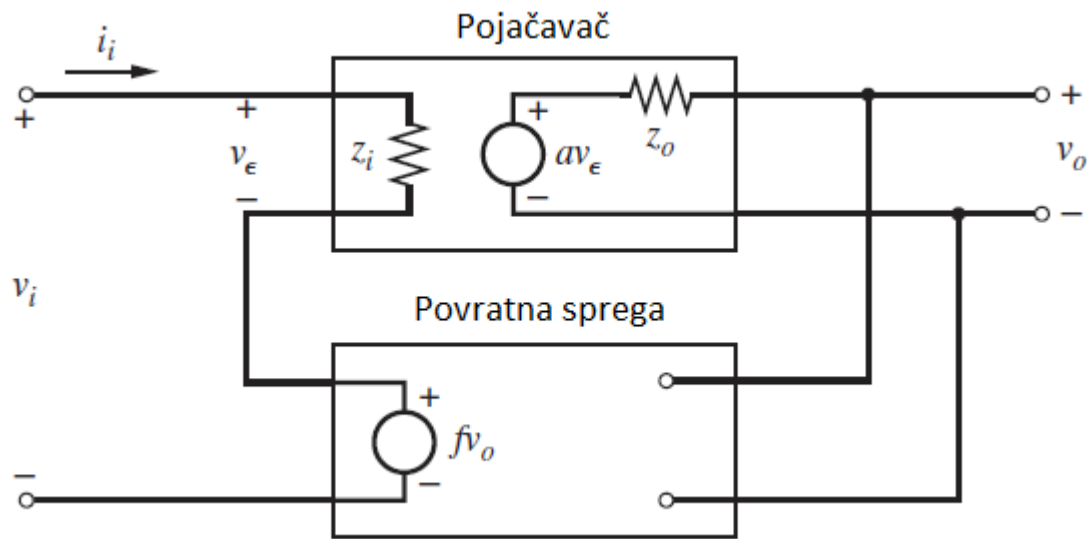 Pojačavač
i_i
+ + + +
v_ϵ z_i av_ϵ z_o v_o
− − −
v_i
Povratna sprega
+
fv_o
− −